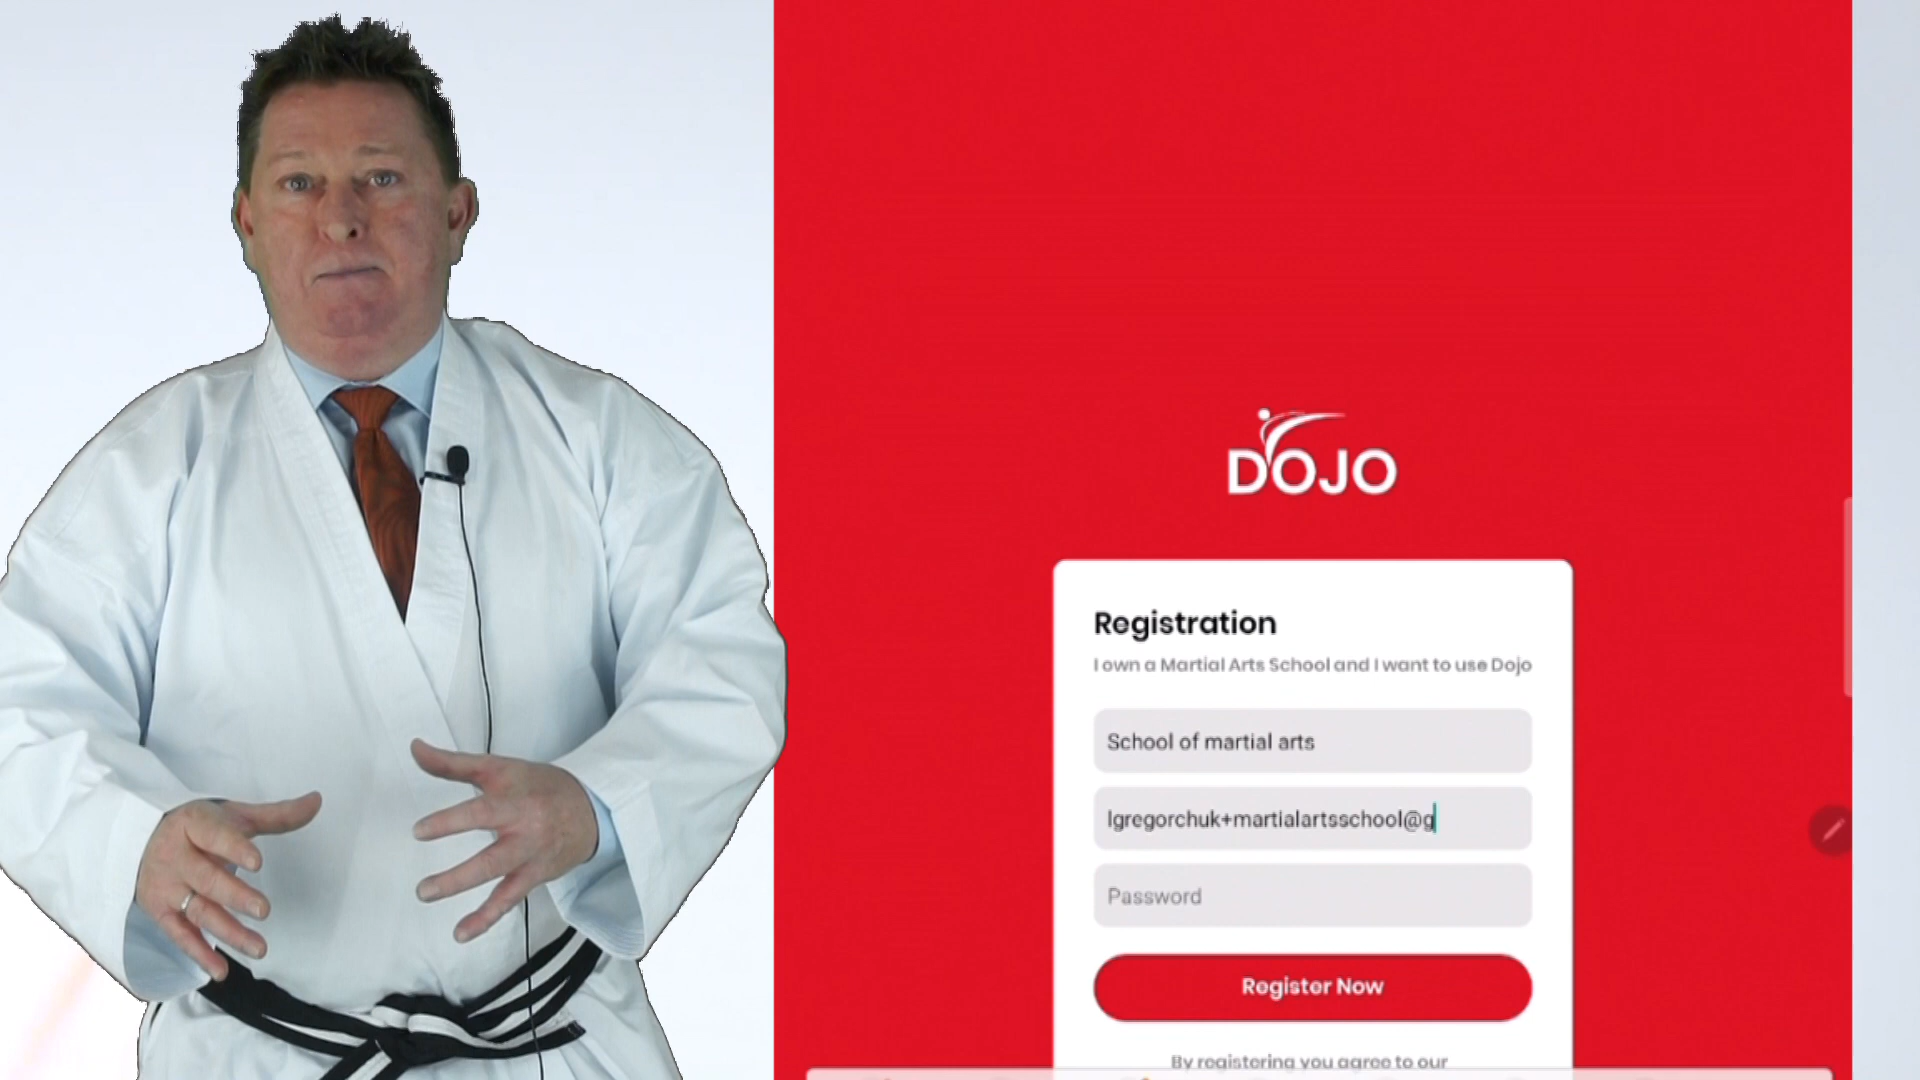 DOJO
Registration
I own a Martial Arts School and I want to use Dojo
School of martial arts
lgregorchuk+martialartsschool@g
Password
Register Now
By registering you agree to our